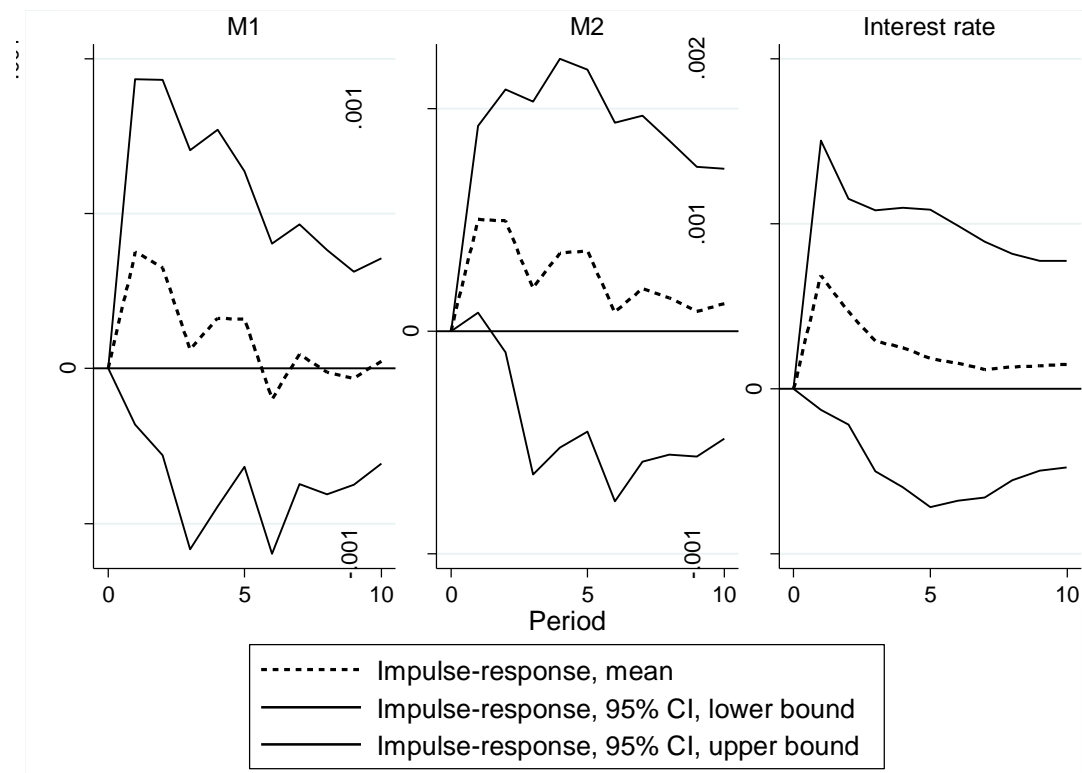 M1 M2 Interest rate
.001 .002
.001
0 0 0
-.001 -.001
0 5 10 0 5 10 0 5 10
Period
Impulse-response, mean
Impulse-response, 95% CI, lower bound
Impulse-response, 95% CI, upper bound